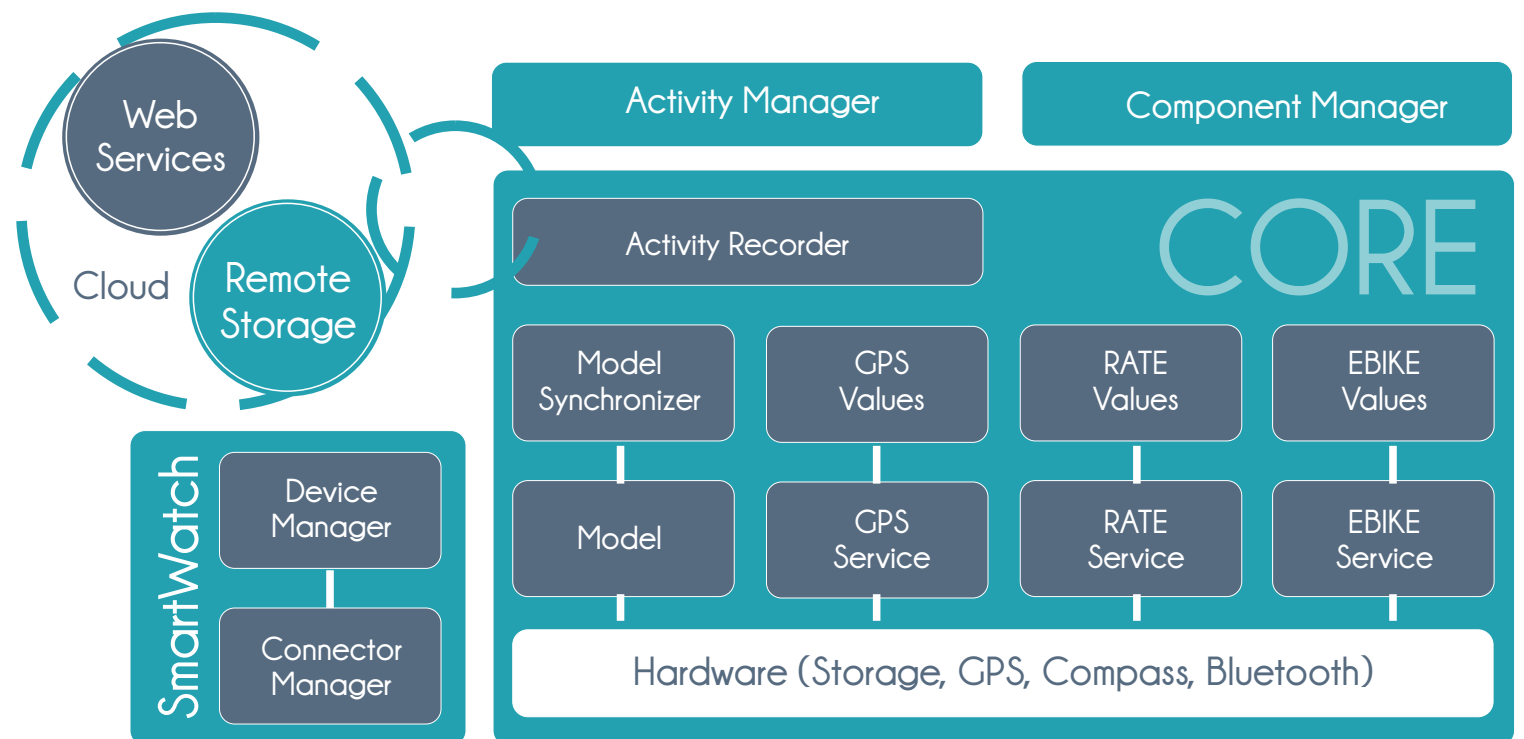 Web
Services
Cloud
Remote
Storage
Activity Manager
Component Manager
CORE
Activity Recorder
Model
Synchronizer
GPS
Values
RATE
Values
EBIKE
Values
Model
GPS
Service
RATE
Service
EBIKE
Service
Hardware (Storage, GPS, Compass, Bluetooth)
SmartWatch
Device
Manager
Connector
Manager